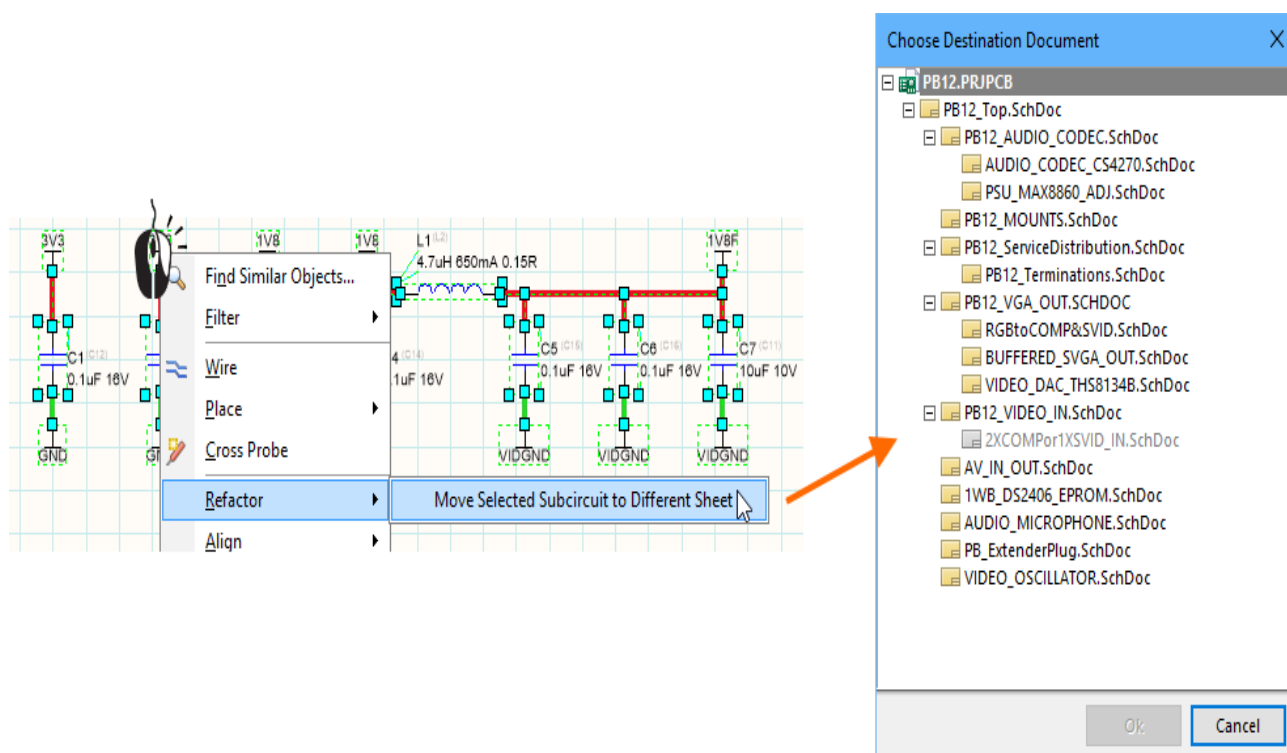 3V3
1V8
1V8
L1 (L2)
1V8F
4.7uH 650mA 0.15R
C1 (C12)
0.1uF 16V
4 (C14)
.1uF 16V
C5 (C15)
0.1uF 16V
C6 (C16)
0.1uF 16V
C7 (C11)
10uF 10V
GND
VIDGND
VIDGND
VIDGND
Find Similar Objects...
Filter
Wire
Place
Cross Probe
Refactor
Align
Move Selected Subcircuit to Different Sheet
Choose Destination Document
PB12.PRJPCB
PB12_Top.SchDoc
PB12_AUDIO_CODEC.SchDoc
AUDIO_CODEC_CS4270.SchDoc
PSU_MAX8860_ADJ.SchDoc
PB12_MOUNTS.SchDoc
PB12_ServiceDistribution.SchDoc
PB12_Terminations.SchDoc
PB12_VGA_OUT.SCHDOC
RGBtoCOMP&SVID.SchDoc
BUFFERED_SVGA_OUT.SchDoc
VIDEO_DAC_THS8134B.SchDoc
PB12_VIDEO_IN.SchDoc
2XCOMPor1XSVID_IN.SchDoc
AV_IN_OUT.SchDoc
1WB_DS2406_EPROM.SchDoc
AUDIO_MICROPHONE.SchDoc
PB_ExtenderPlug.SchDoc
VIDEO_OSCILLATOR.SchDoc
Ok
Cancel